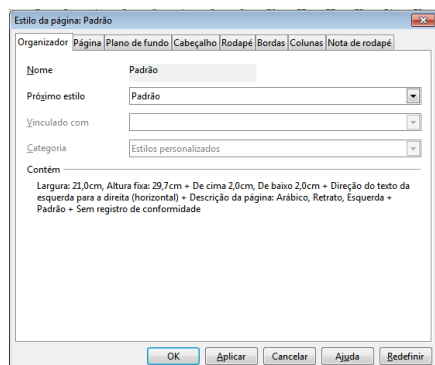 Estilo da página: Padrão
Organizador Página Plano de fundo Cabeçalho Rodapé Bordas Colunas Nota de rodapé
Nome Padrão
Próximo estilo Padrão
Vinculado com
Categoria Estilos personalizados
Contém
Largura: 21,0cm, Altura fixa: 29,7cm + De cima 2,0cm, De baixo 2,0cm + Direção do texto da
esquerda para a direita (horizontal) + Descrição da página: Arábico, Retrato, Esquerda +
Padrão + Sem registro de conformidade
OK Aplicar Cancelar Ajuda Redefinir